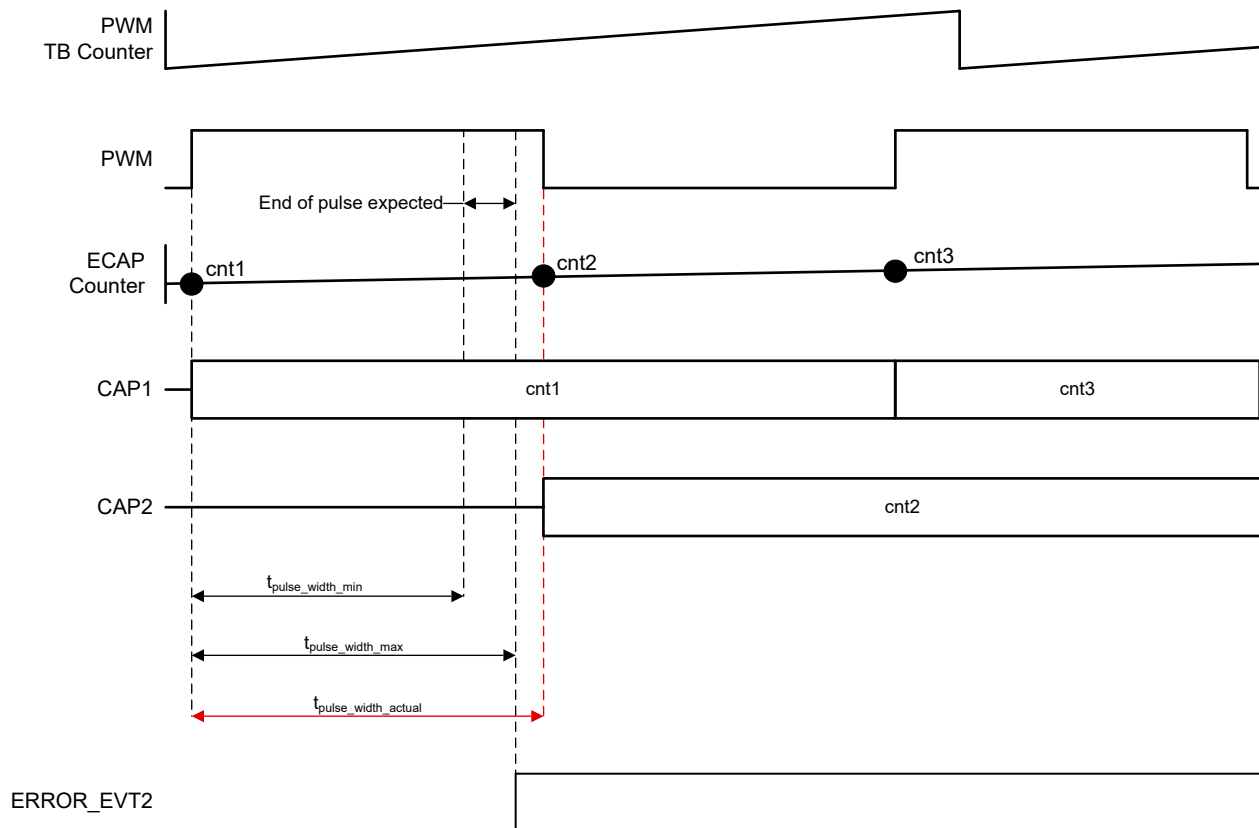 PWM
TB Counter
PWM
End of pulse expected
ECAP
Counter
cnt1
cnt2
cnt3
CAP1
cnt1
cnt3
CAP2
cnt2
tpulse_width_min
tpulse_width_max
tpulse_width_actual
ERROR_EVT2